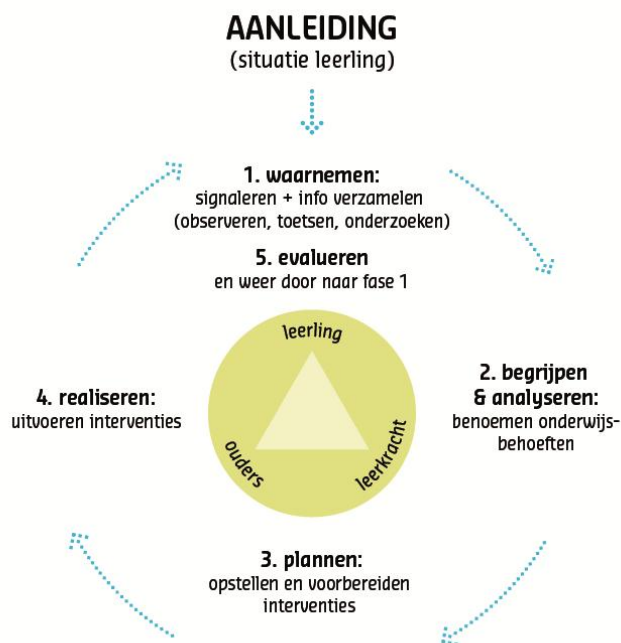 AANLEIDING
(situatie leerling)
1. waarnemen:
signaleren + info verzamelen
(observeren, toetsen, onderzoeken)
5. evalueren
en weer door naar fase 1
leerling
2. begrijpen
& analyseren:
benoemen onderwijs-
behoeften
4. realiseren:
uitvoeren interventies
ouders
leerkracht
3. plannen:
opstellen en voorbereiden
interventies